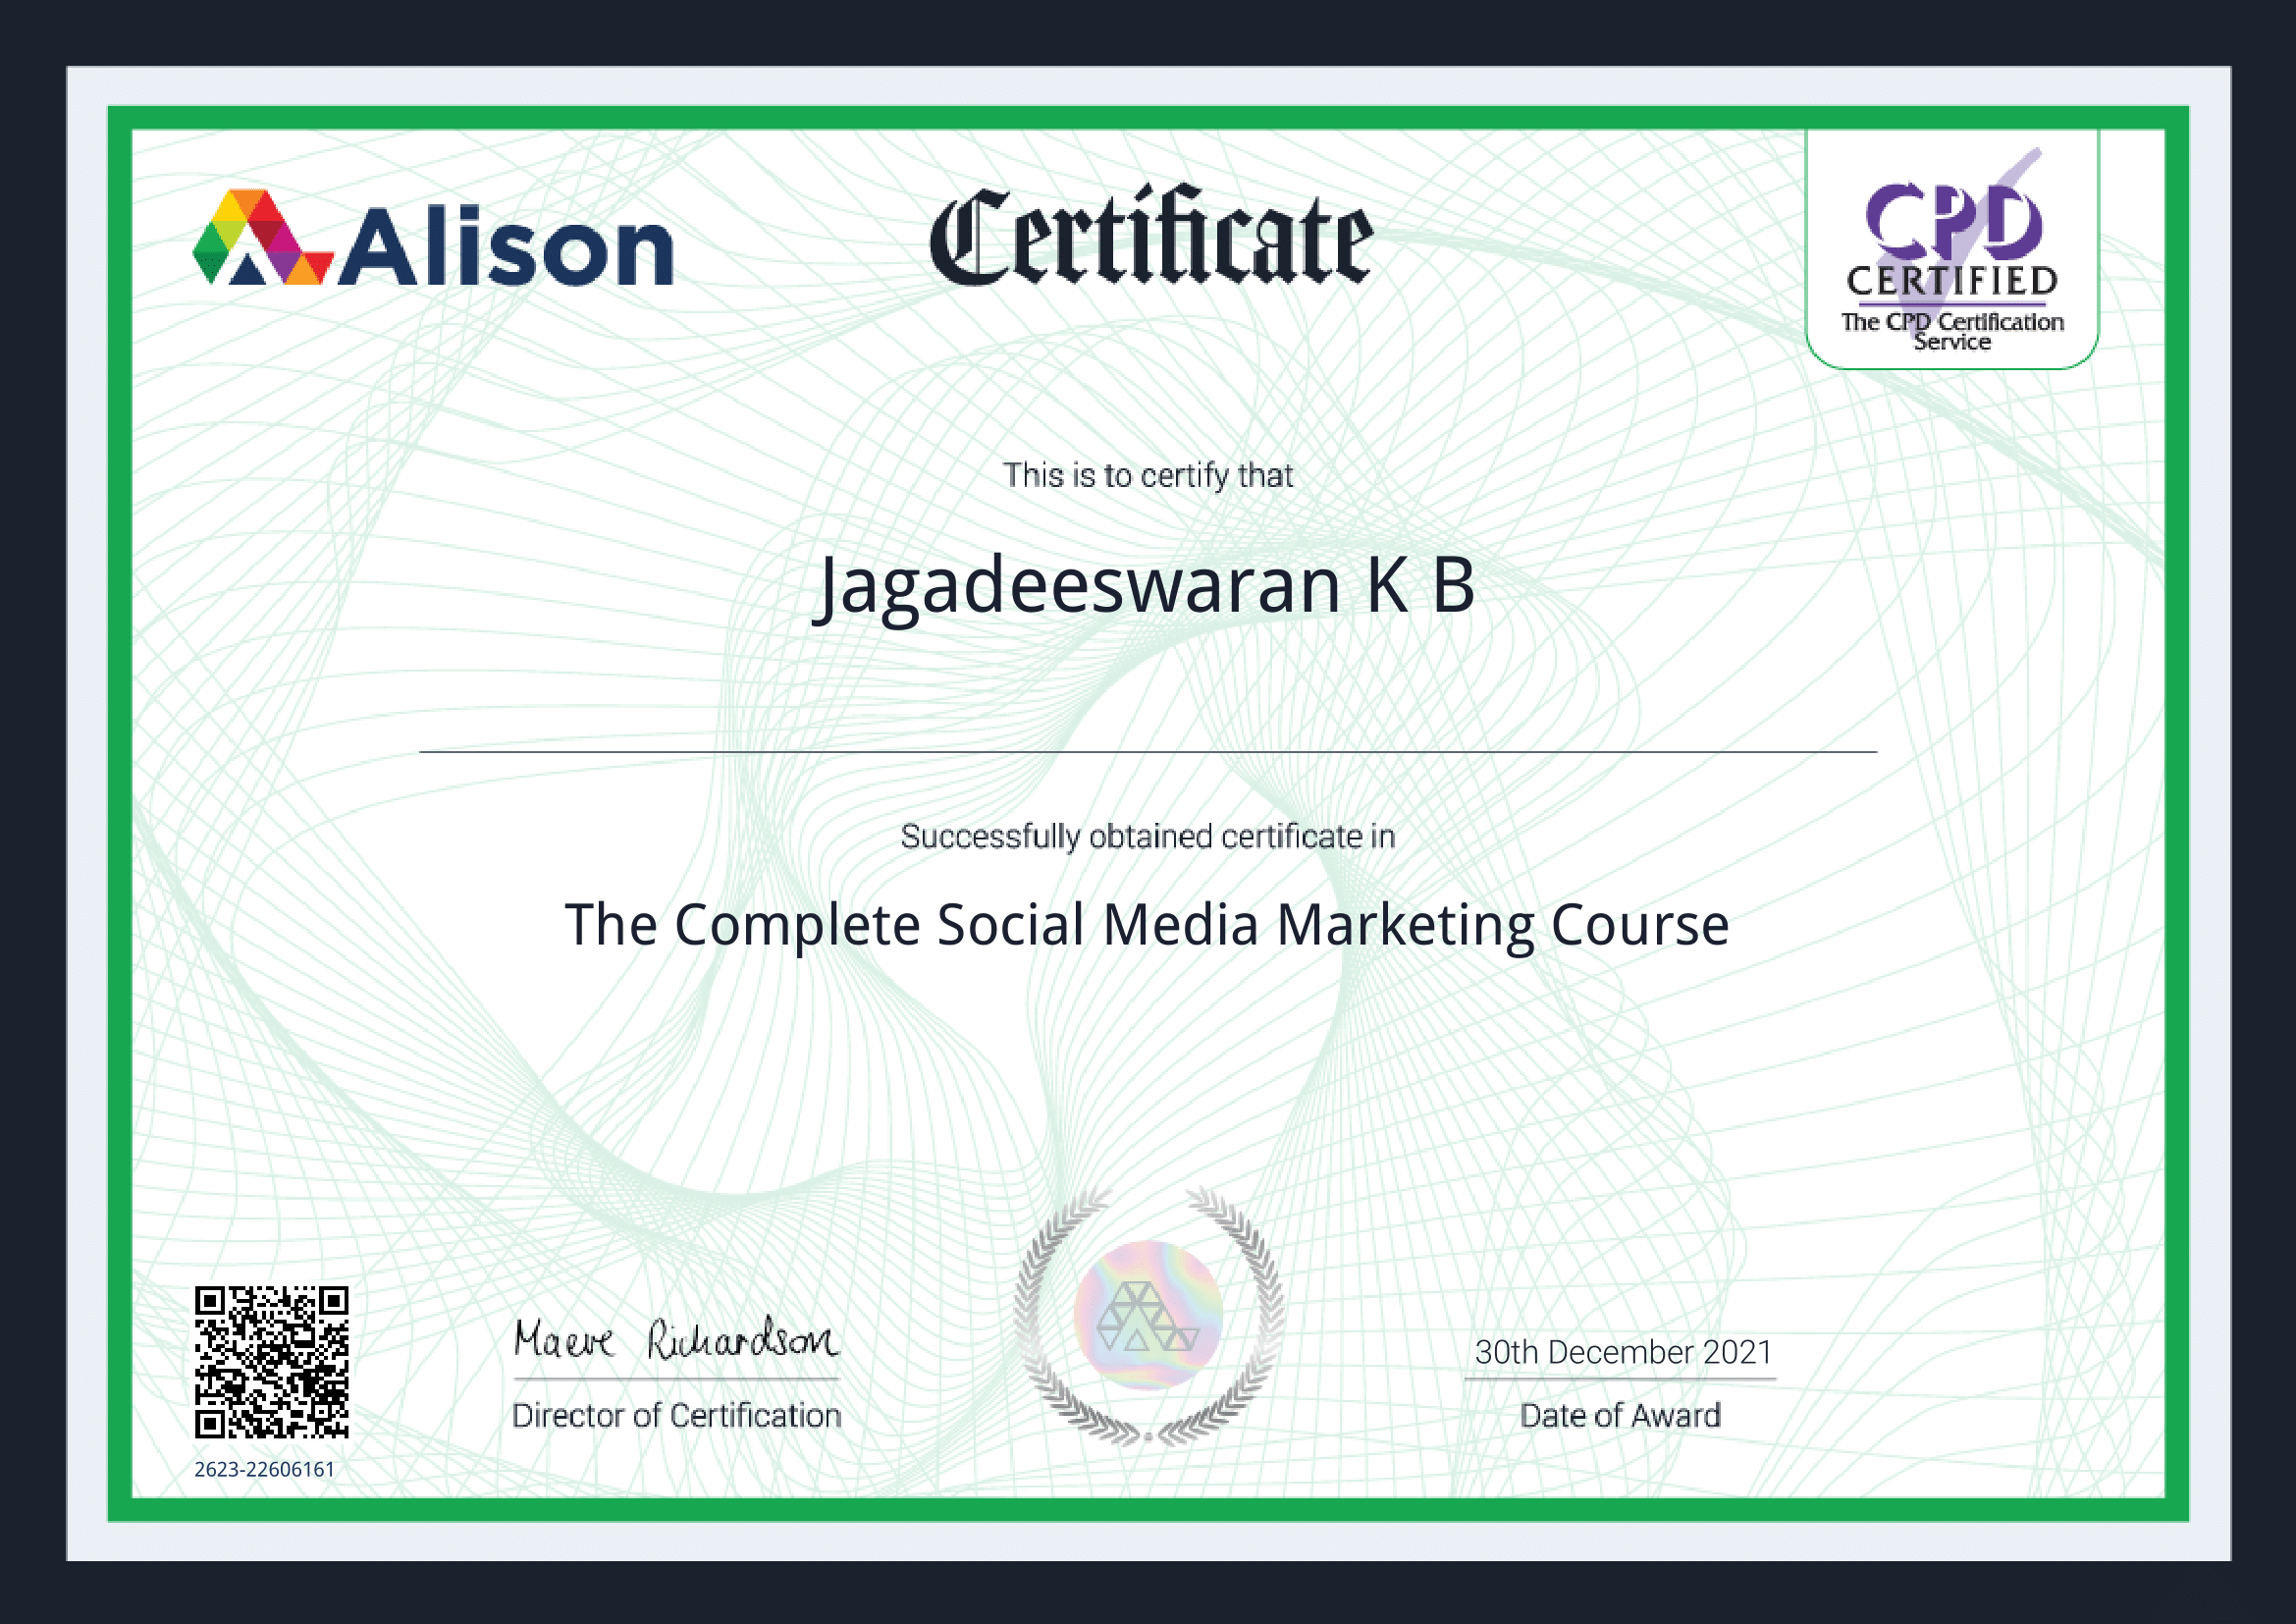 Alison
Certificate
CPD
CERTIFIED
The CPD Certification
Service
This is to certify that
Jagadeeswaran K B
Successfully obtained certificate in
The Complete Social Media Marketing Course
Maeve Richardson
Director of Certification
30th December 2021
Date of Award
2623-22606161